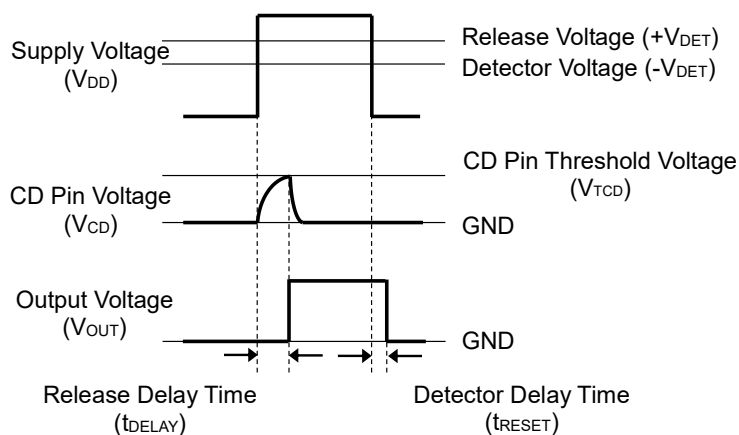 Supply Voltage
(VDD)
Release Voltage (+VDET)
Detector Voltage (-VDET)
CD Pin Voltage
(VCD)
CD Pin Threshold Voltage
(VTCD)
GND
Output Voltage
(VOUT)
GND
Release Delay Time
(tDELAY)
Detector Delay Time
(tRESET)